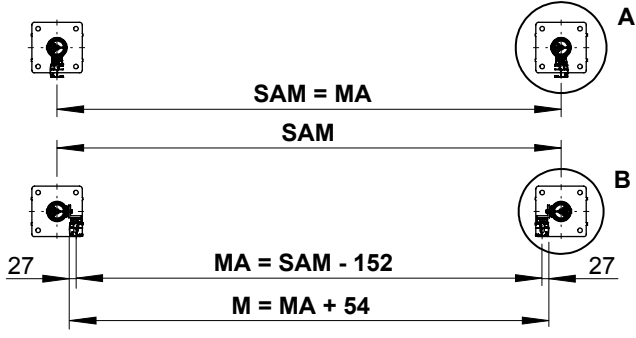 A
SAM = MA
SAM
B
27 MA = SAM - 152 27
M = MA + 54